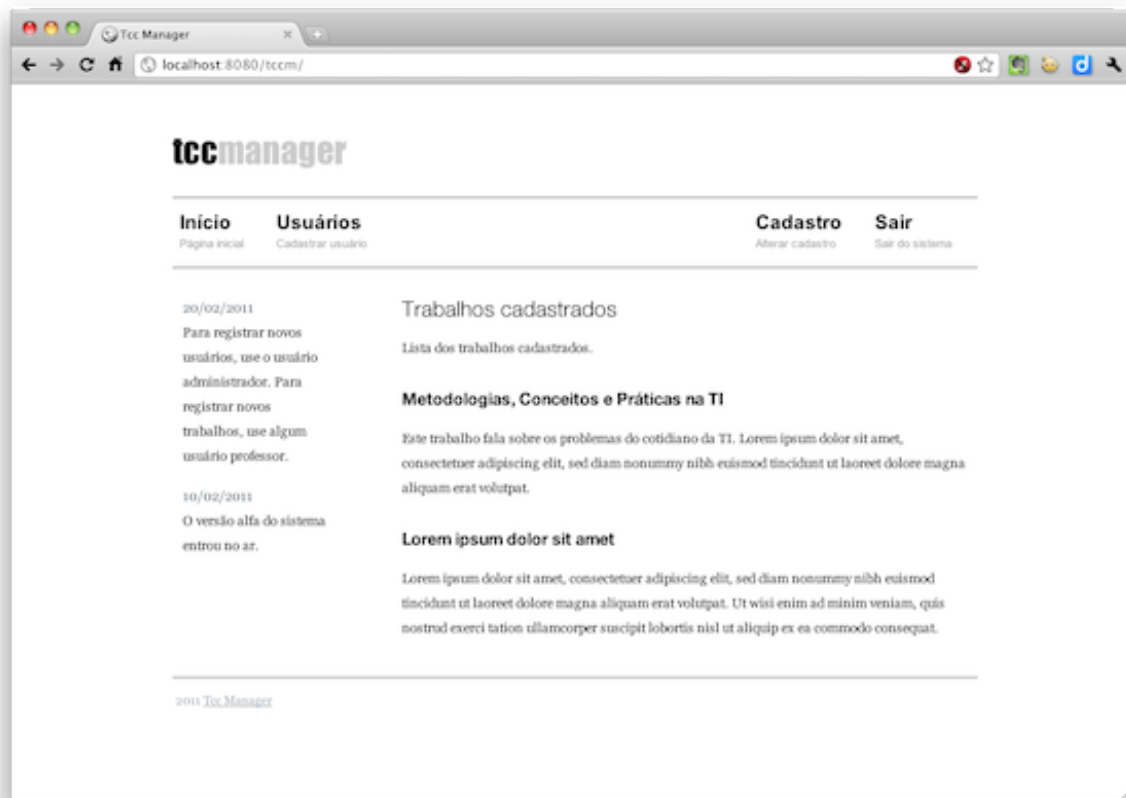 Tcc Manager
localhost:8080/tccm/
tccmanager
Início Usuários Cadastro Sair
Página inicial Cadastrar usuário Alterar cadastro Sair do sistema
20/02/2011
Para registrar novos
usuários, use o usuário
administrador. Para
registrar novos
trabalhos, use algum
usuário professor.
10/02/2011
O versão alfa do sistema
entrou no ar.
Trabalhos cadastrados
Lista dos trabalhos cadastrados.
Metodologias, Conceitos e Práticas na TI
Este trabalho fala sobre os problemas do cotidiano da TI. Lorem ipsum dolor sit amet,
consectetuer adipiscing elit, sed diam nonummy nibh euismod tincidunt ut laoreet dolore magna
aliquam erat volutpat.
Lorem ipsum dolor sit amet
Lorem ipsum dolor sit amet, consectetuer adipiscing elit, sed diam nonummy nibh euismod
tincidunt ut laoreet dolore magna aliquam erat volutpat. Ut wisi enim ad minim veniam, quis
nostrud exerci tation ullamcorper suscipit lobortis nisl ut aliquip ex ea commodo consequat.
2011 Tcc Manager